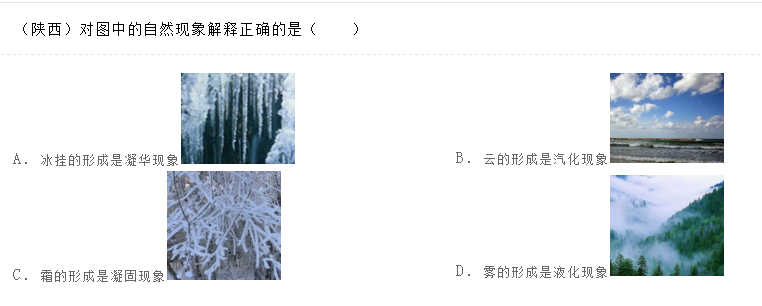 （陕西）对图中的自然现象解释正确的是（　　）
A. 冰挂的形成是凝华现象
B. 云的形成是汽化现象
C. 霜的形成是凝固现象
D. 雾的形成是液化现象